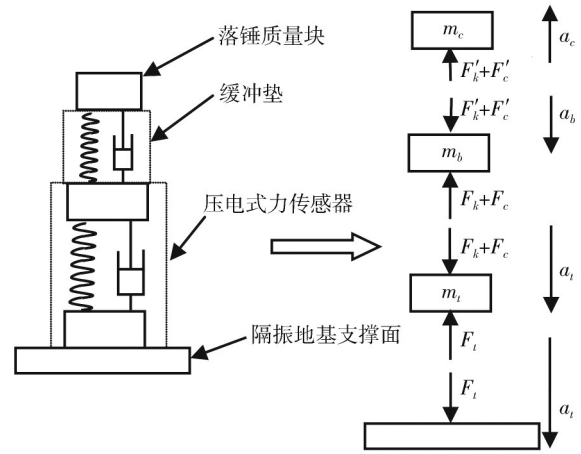 落锤质量块
缓冲垫
压电式力传感器
隔振地基支撑面
m_c
a_c
F'_k+F'_c
F'_k+F'_c
a_b
m_b
F_k+F_c
F_k+F_c
a_t
m_t
F_t
F_t
a_t